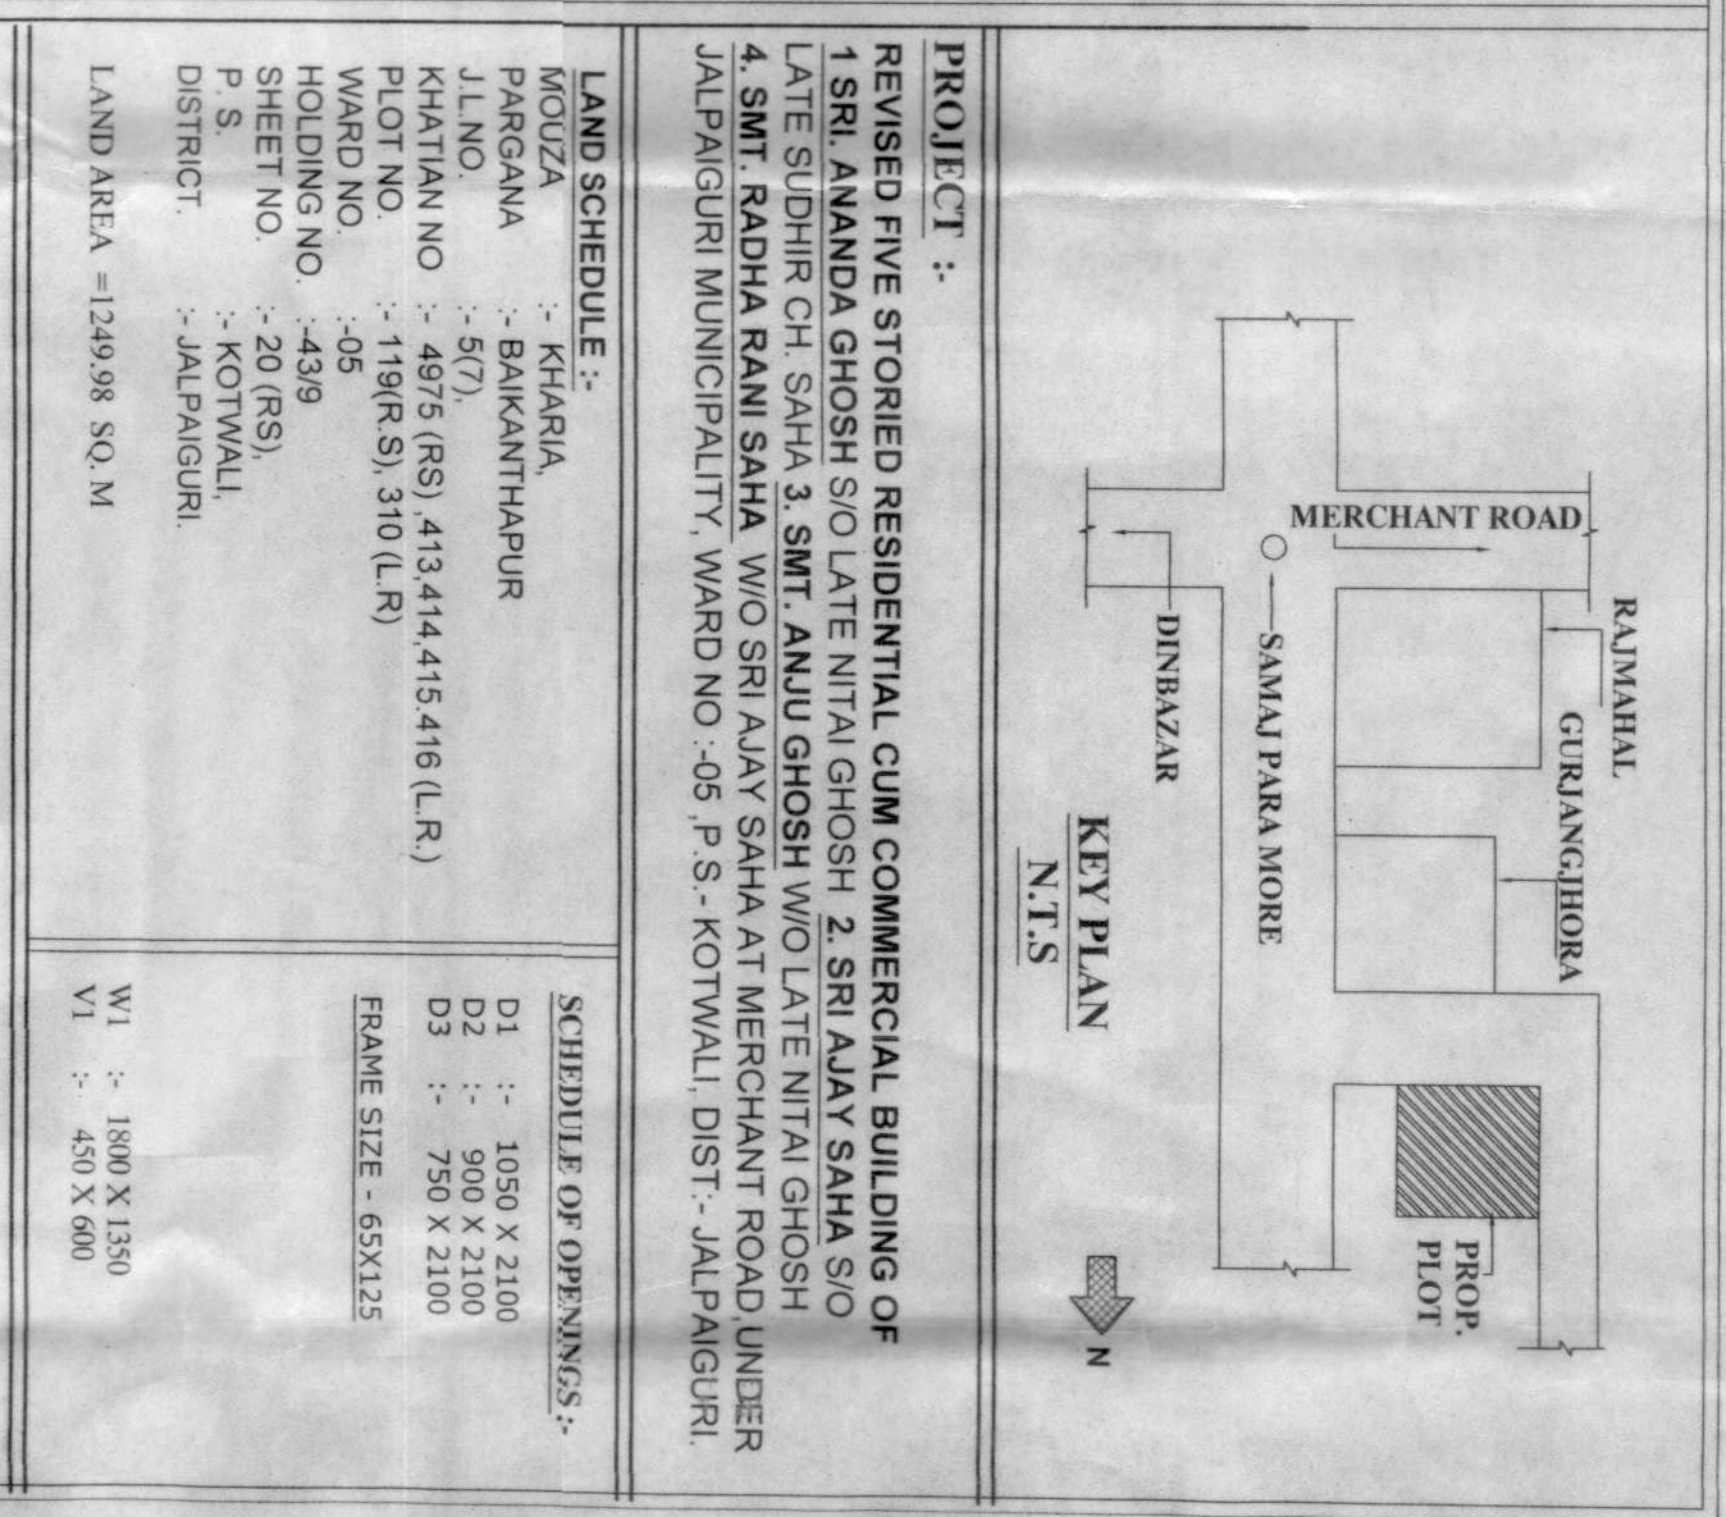 RAJMAHAL
GURJANGJHORA
MERCHANT ROAD
SAMAJ PARA MORE
DINBAZAR
PROP.
PLOT
KEY PLAN
N.T.S
N
PROJECT :-
REVISED FIVE STORIED RESIDENTIAL CUM COMMERCIAL BUILDING OF
1 SRI. ANANDA GHOSH S/O LATE NITAI GHOSH 2. SRI AJAY SAHA S/O
LATE SUDHIR CH. SAHA 3. SMT. ANJU GHOSH W/O LATE NITAI GHOSH
4. SMT. RADHA RANI SAHA W/O SRI AJAY SAHA AT MERCHANT ROAD,UNDER
JALPAIGURI MUNICIPALITY, WARD NO :-05 ,P.S.- KOTWALI, DIST:- JALPAIGURI.
LAND SCHEDULE :-
MOUZA :- KHARIA,
PARGANA :- BAIKANTHAPUR
J.L.NO. :- 5(7),
KHATIAN NO :- 4975 (RS) ,413,414,415.416 (L.R.)
PLOT NO. :- 119(R.S), 310 (L.R)
WARD NO. :-05
HOLDING NO. :-43/9
SHEET NO. :- 20 (RS),
P. S. :- KOTWALI,
DISTRICT. :- JALPAIGURI.
LAND AREA =1249.98 SQ. M
SCHEDULE OF OPENINGS :-
D1 :- 1050 X 2100
D2 :- 900 X 2100
D3 :- 750 X 2100
FRAME SIZE - 65X125
W1 :- 1800 X 1350
V1 :- 450 X 600